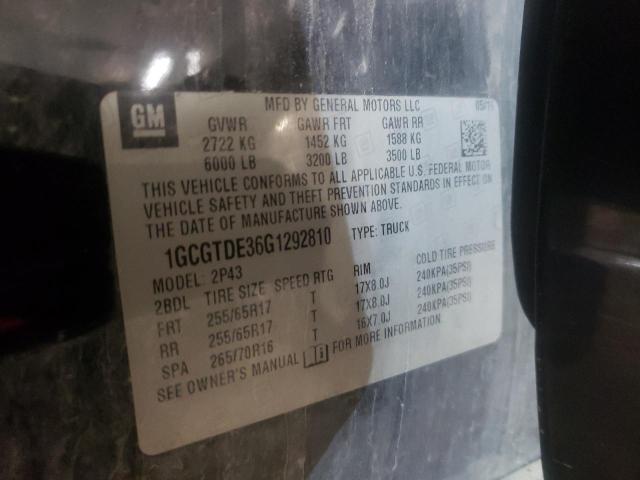 GM
MFD BY GENERAL MOTORS LLC
GVWR GAWR FRT GAWR RR
2722 KG 1452 KG 1588 KG
6000 LB 3200 LB 3500 LB
THIS VEHICLE CONFORMS TO ALL APPLICABLE U.S. FEDERAL MOTOR
VEHICLE SAFETY AND THEFT PREVENTION STANDARDS IN EFFECT ON
THE DATE OF MANUFACTURE SHOWN ABOVE.
1GCGTDE36G1292810 TYPE: TRUCK
MODEL: 2P43
2BDL TIRE SIZE SPEED RTG RIM COLD TIRE PRESSURE
FRT 255/65R17 T 17X8.0J 240KPA(35PSI)
RR 255/65R17 T 17X8.0J 240KPA(35PSI)
SPA 265/70R16 T 16X7.0J 240KPA(35PSI)
SEE OWNER'S MANUAL FOR MORE INFORMATION.